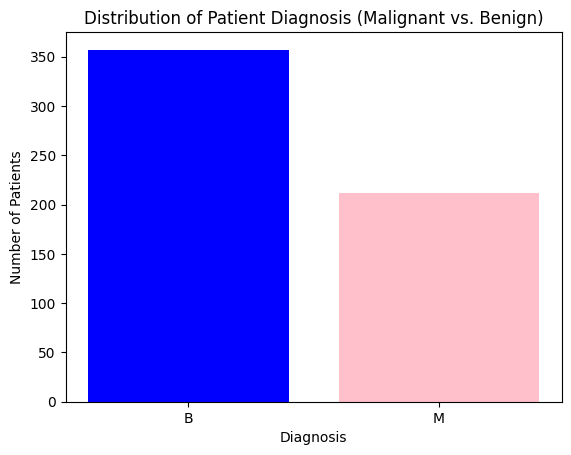 Distribution of Patient Diagnosis (Malignant vs. Benign)
350
300
250
200
150
100
50
0
Number of Patients
B
M
Diagnosis